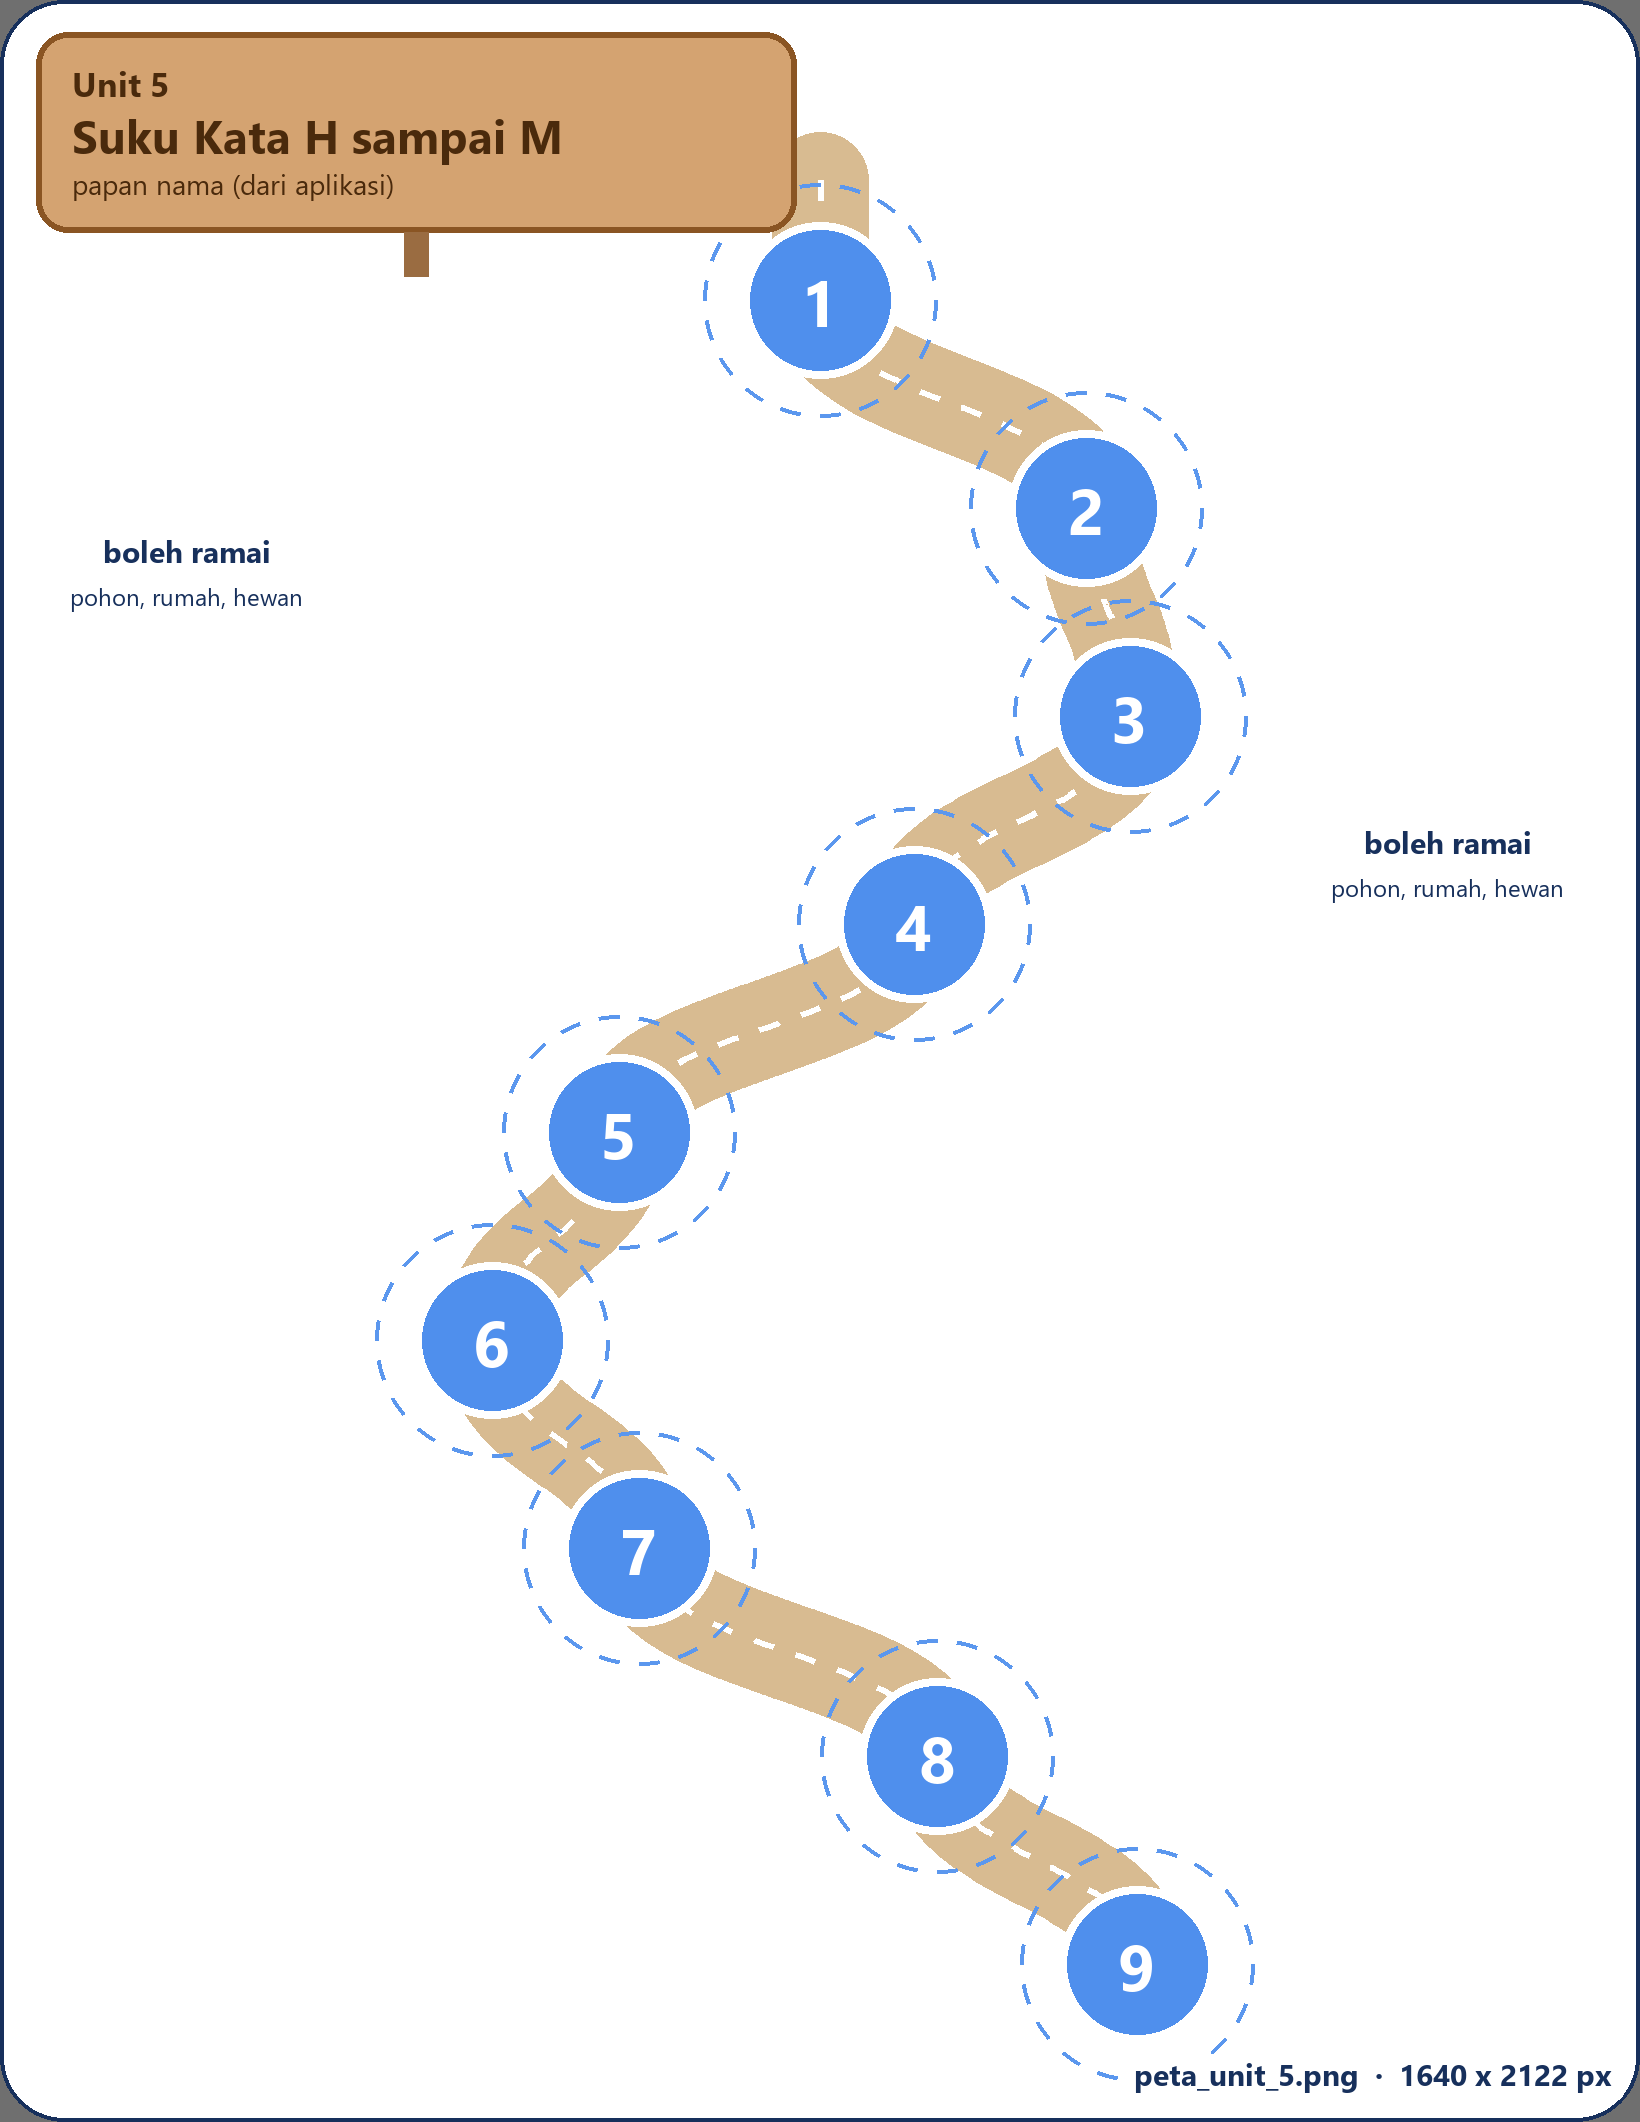 Unit 5
Suku Kata H sampai M
papan nama (dari aplikasi)
1
2
boleh ramai
pohon, rumah, hewan
3
boleh ramai
pohon, rumah, hewan
4
5
6
7
8
9
peta_unit_5.png · 1640 x 2122 px